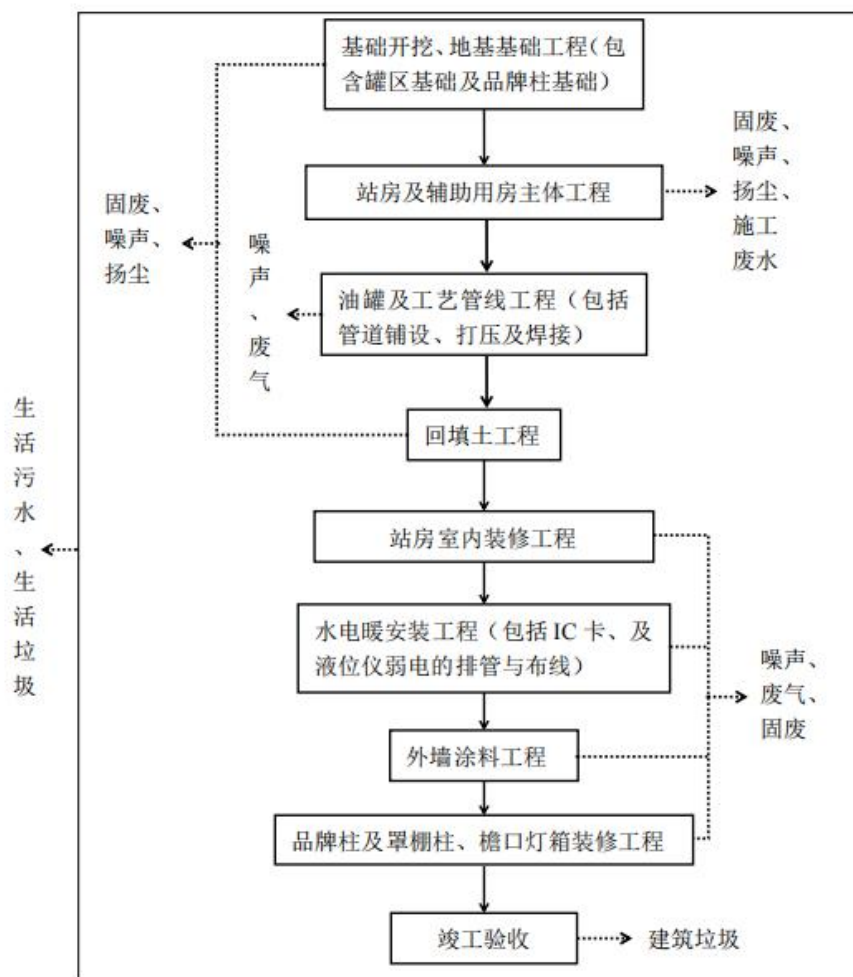 基础开挖、地基基础工程（包
含罐区基础及品牌柱基础）
固废、
噪声、
扬尘、
施工
废水
站房及辅助用房主体工程
固废、
噪声、
扬尘
噪声、废气
油罐及工艺管线工程（包括
管道铺设、打压及焊接）
生活污水、生活垃圾
回填土工程
站房室内装修工程
水电暖安装工程（包括 IC 卡、及
液位仪弱电的排管与布线）
噪声、
废气、
固废
外墙涂料工程
品牌柱及罩棚柱、檐口灯箱装修工程
竣工验收
建筑垃圾